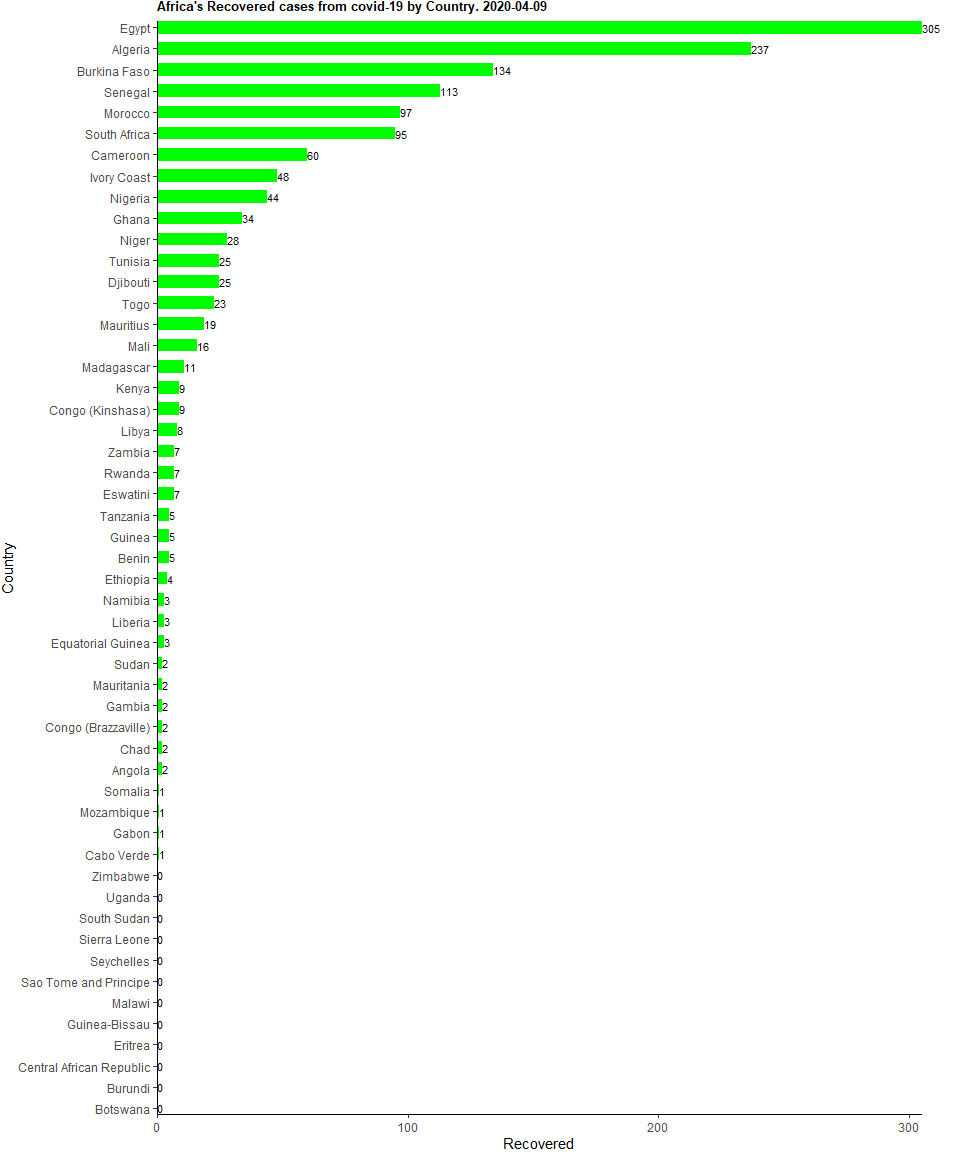 Africa's Recovered cases from covid-19 by Country. 2020-04-09
Egypt 305
Algeria 237
Burkina Faso 134
Senegal 113
Morocco 97
South Africa 95
Cameroon 60
Ivory Coast 48
Nigeria 44
Ghana 34
Niger 28
Tunisia 25
Djibouti 25
Togo 23
Mauritius 19
Mali 16
Madagascar 11
Kenya 9
Congo (Kinshasa) 9
Libya 8
Zambia 7
Rwanda 7
Eswatini 7
Tanzania 5
Guinea 5
Benin 5
Ethiopia 4
Namibia 3
Liberia 3
Equatorial Guinea 3
Sudan 2
Mauritania 2
Gambia 2
Congo (Brazzaville) 2
Chad 2
Angola 2
Somalia 1
Mozambique 1
Gabon 1
Cabo Verde 1
Zimbabwe 0
Uganda 0
South Sudan 0
Sierra Leone 0
Seychelles 0
Sao Tome and Principe 0
Malawi 0
Guinea-Bissau 0
Eritrea 0
Central African Republic 0
Burundi 0
Botswana 0
0 100 200 300
Recovered
Country